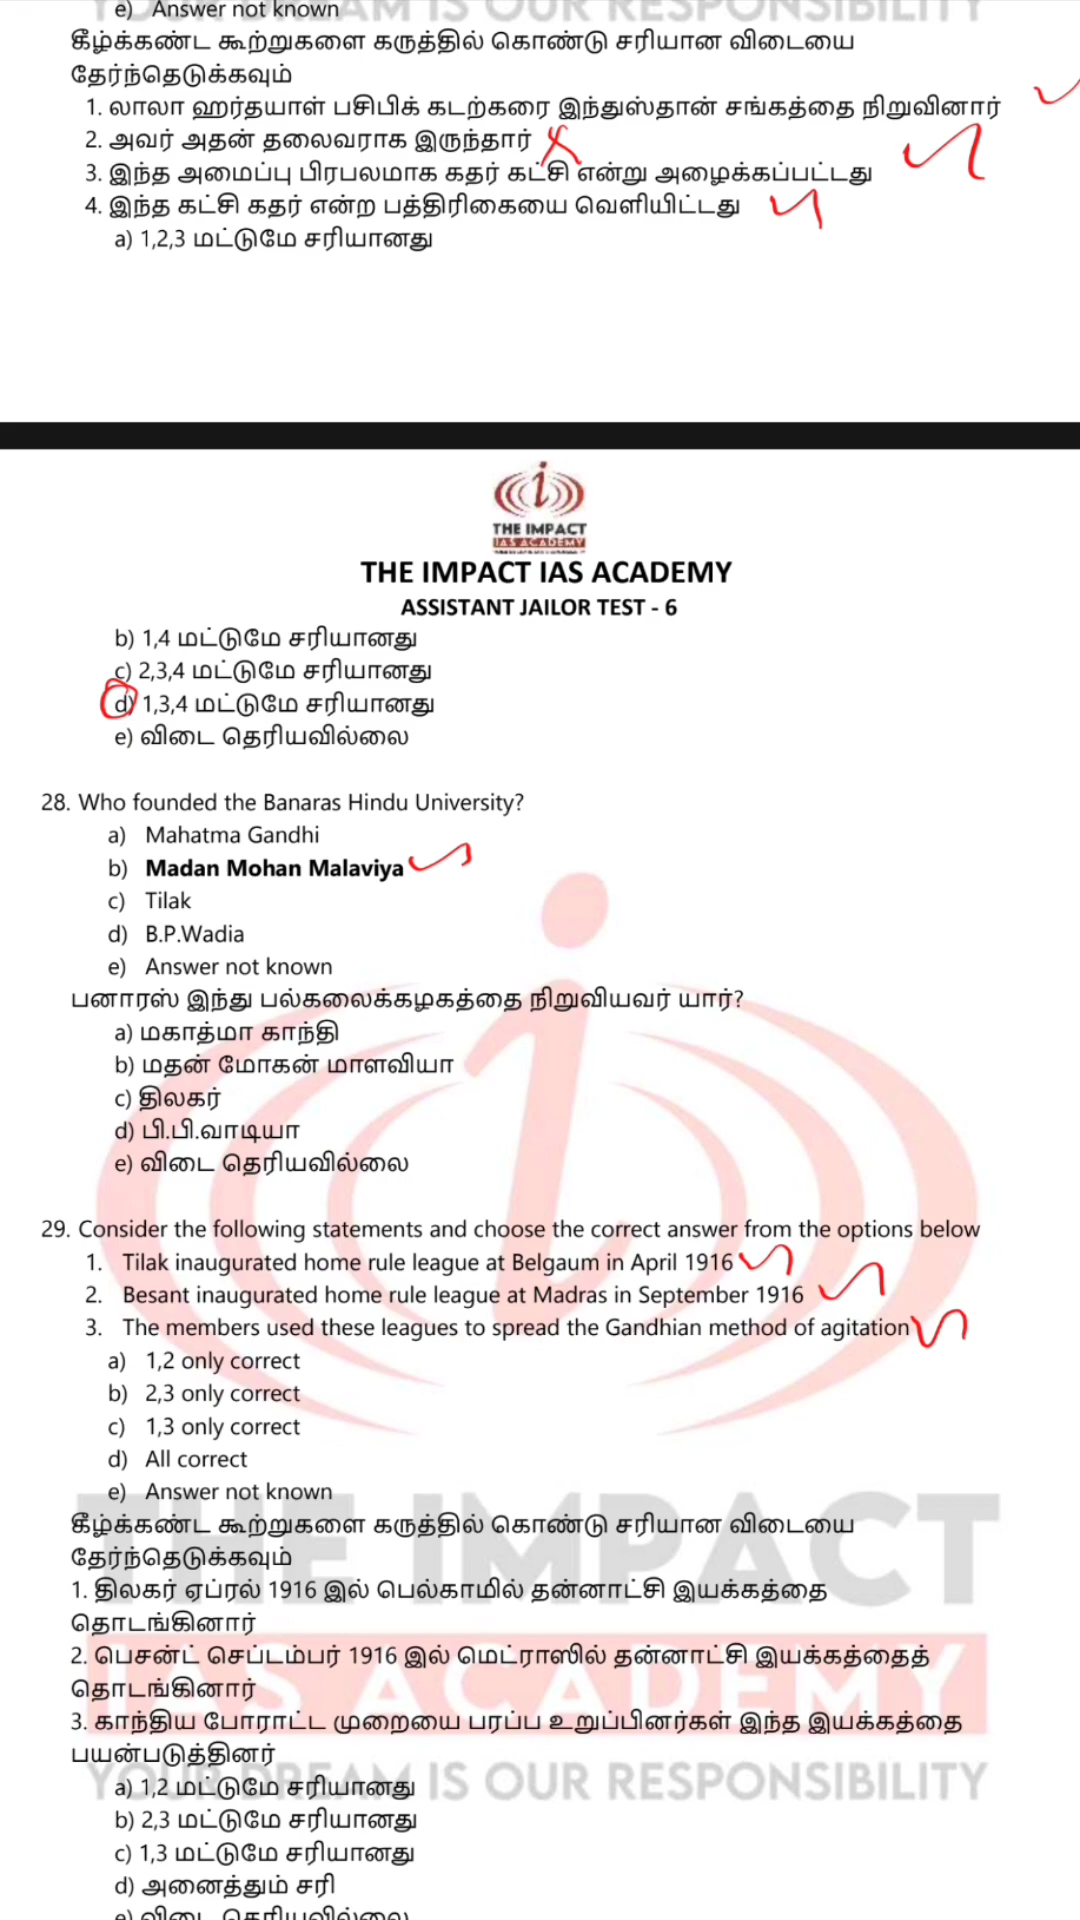 e) Answer not known
YOUR DREAM IS OUR RESPONSIBILITY
கீழ்க்கண்ட கூற்றுகளை கருத்தில் கொண்டு சரியான விடையை
தேர்ந்தெடுக்கவும்
1. லாலா ஹர்தயாள் பசிபிக் கடற்கரை இந்துஸ்தான் சங்கத்தை நிறுவினார்
2. அவர் அதன் தலைவராக இருந்தார்
3. இந்த அமைப்பு பிரபலமாக கதர் கட்சி என்று அழைக்கப்பட்டது
4. இந்த கட்சி கதர் என்ற பத்திரிகையை வெளியிட்டது
a) 1,2,3 மட்டுமே சரியானது
i
THE IMPACT
IAS ACADEMY
THE IMPACT IAS ACADEMY
ASSISTANT JAILOR TEST - 6
b) 1,4 மட்டுமே சரியானது
c) 2,3,4 மட்டுமே சரியானது
d) 1,3,4 மட்டுமே சரியானது
e) விடை தெரியவில்லை
28. Who founded the Banaras Hindu University?
a) Mahatma Gandhi
b) Madan Mohan Malaviya
c) Tilak
d) B.P.Wadia
e) Answer not known
பனாரஸ் இந்து பல்கலைக்கழகத்தை நிறுவியவர் யார்?
a) மகாத்மா காந்தி
b) மதன் மோகன் மாளவியா
c) திலகர்
d) பி.பி.வாடியா
e) விடை தெரியவில்லை
29. Consider the following statements and choose the correct answer from the options below
1. Tilak inaugurated home rule league at Belgaum in April 1916
2. Besant inaugurated home rule league at Madras in September 1916
3. The members used these leagues to spread the Gandhian method of agitation
a) 1,2 only correct
b) 2,3 only correct
c) 1,3 only correct
d) All correct
e) Answer not known
THE IMPACT
கீழ்க்கண்ட கூற்றுகளை கருத்தில் கொண்டு சரியான விடையை
தேர்ந்தெடுக்கவும்
1. திலகர் ஏப்ரல் 1916 இல் பெல்காமில் தன்னாட்சி இயக்கத்தை
தொடங்கினார்
IAS ACADEMY
2. பெசன்ட் செப்டம்பர் 1916 இல் மெட்ராஸில் தன்னாட்சி இயக்கத்தைத்
தொடங்கினார்
3. காந்திய போராட்ட முறையை பரப்ப உறுப்பினர்கள் இந்த இயக்கத்தை
பயன்படுத்தினர்
YOUR DREAM IS OUR RESPONSIBILITY
a) 1,2 மட்டுமே சரியானது
b) 2,3 மட்டுமே சரியானது
c) 1,3 மட்டுமே சரியானது
d) அனைத்தும் சரி
e) விடை தெரியவில்லை